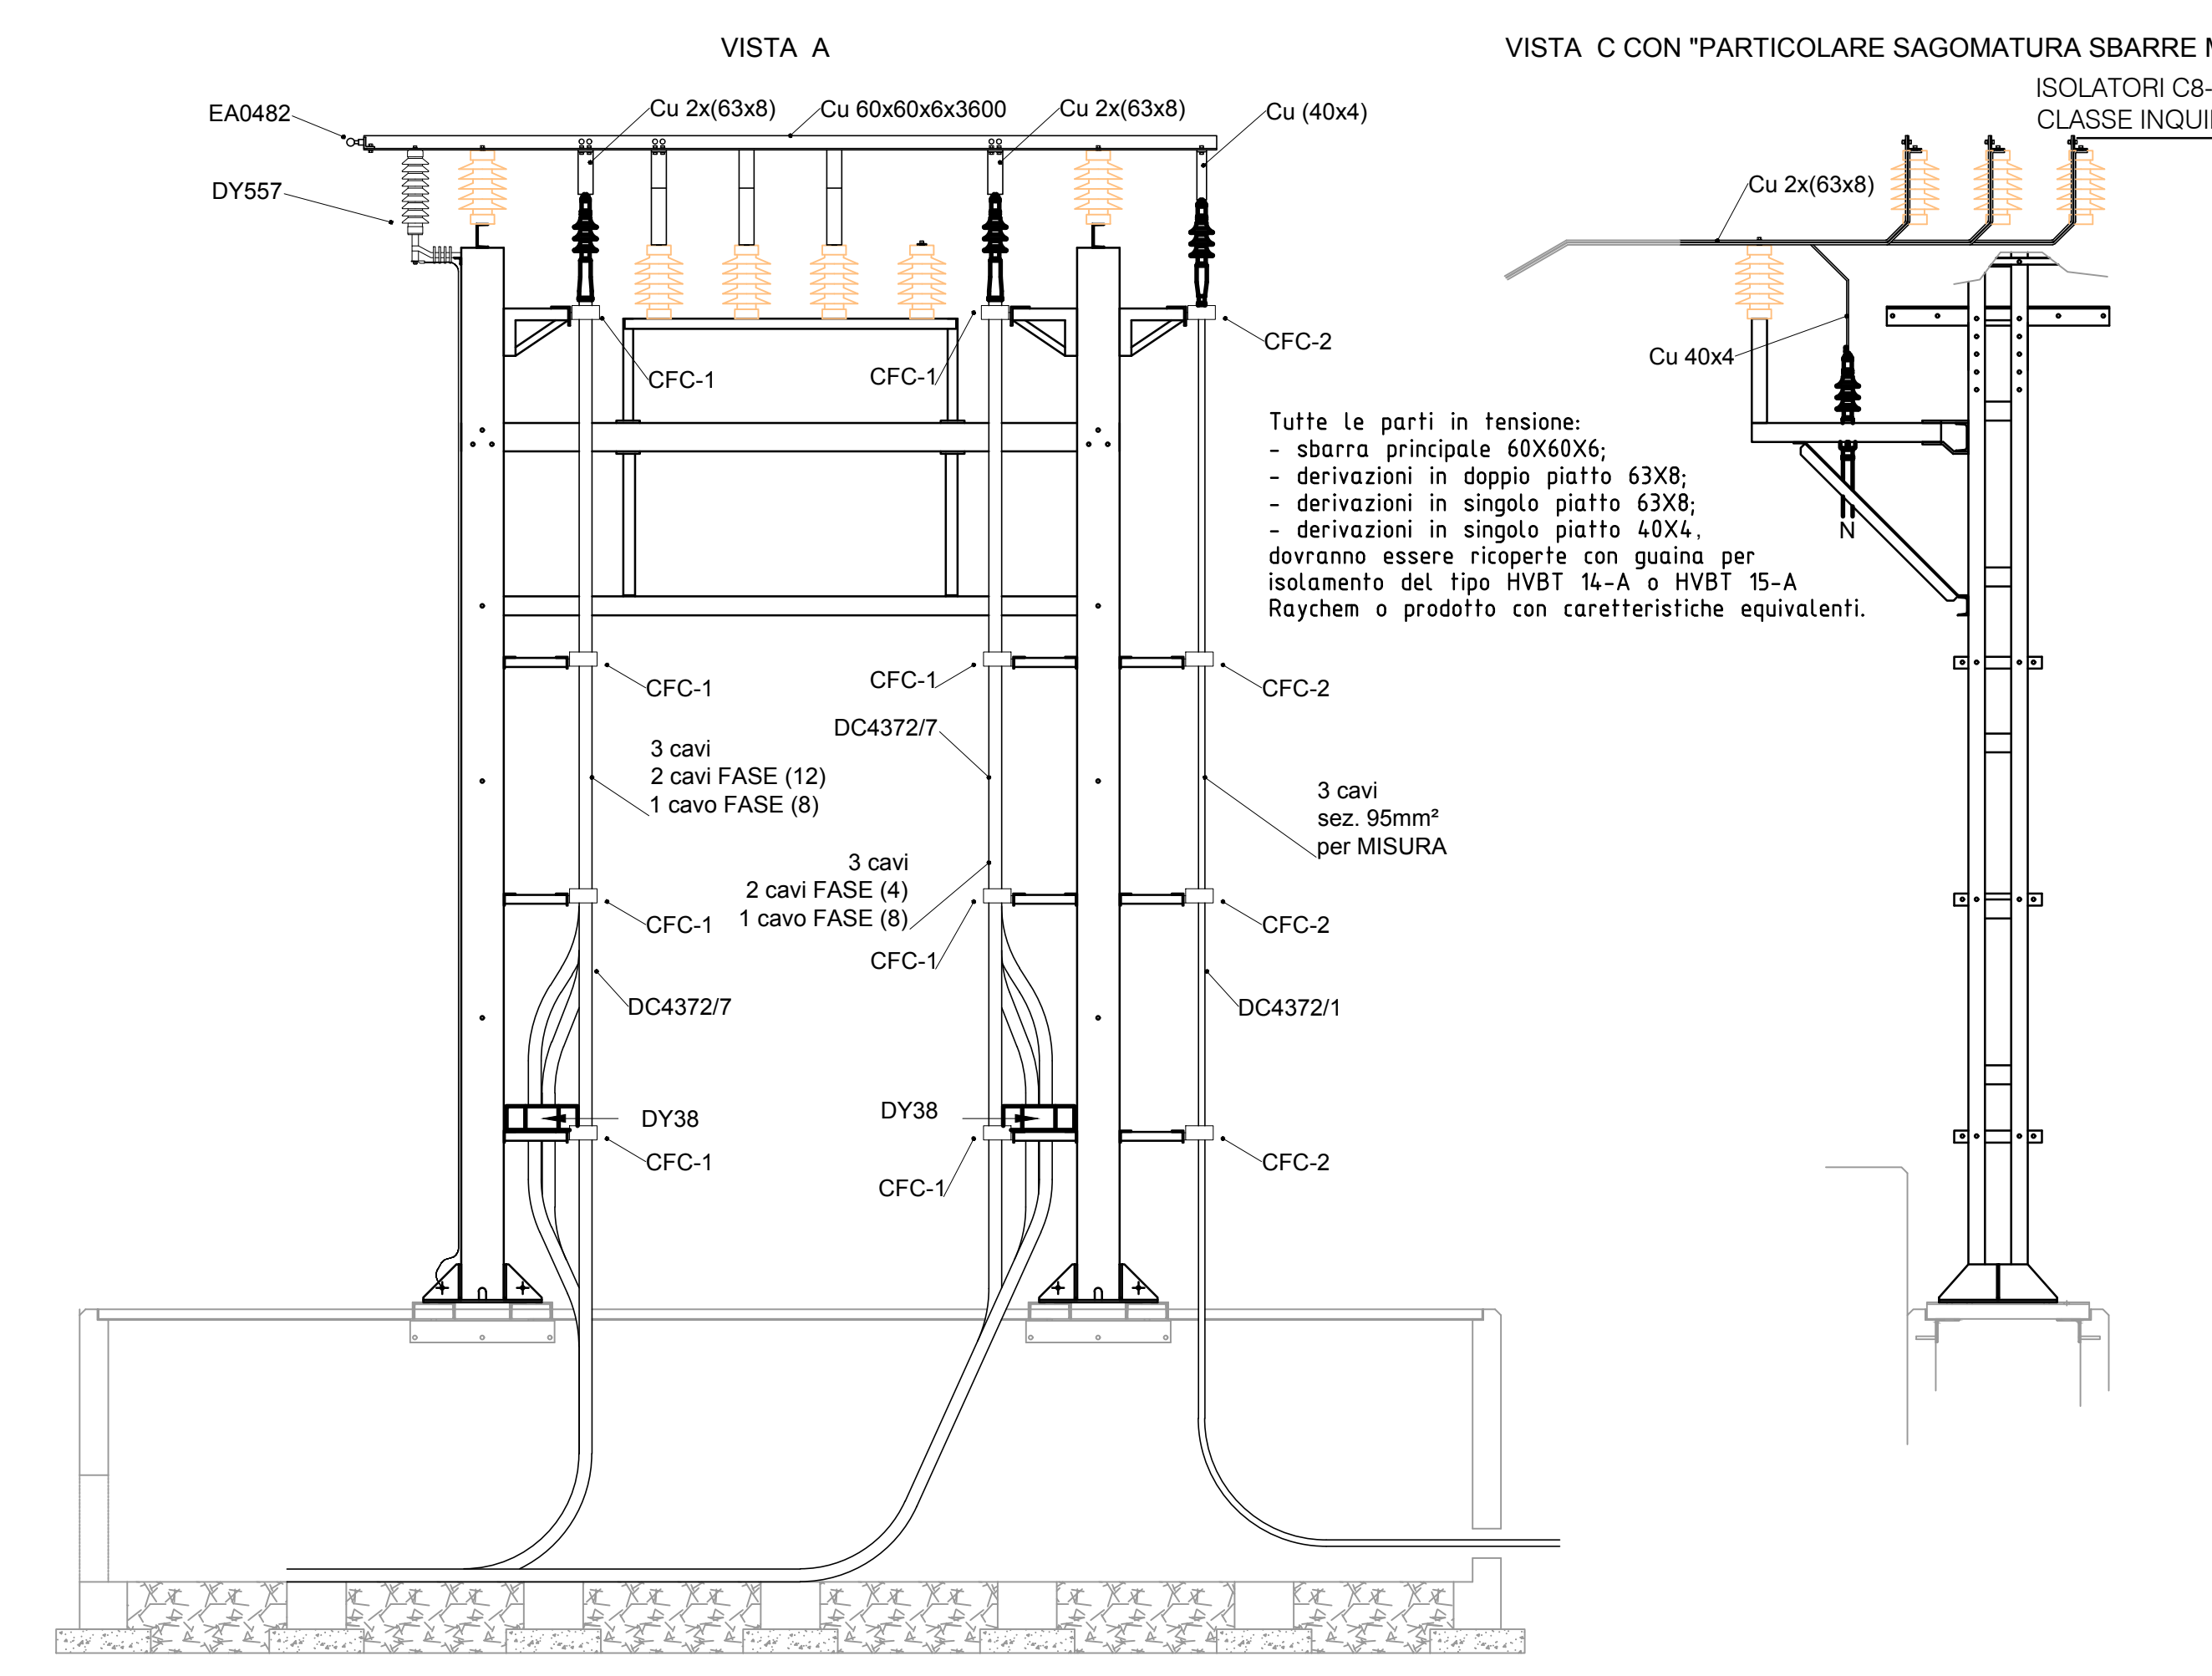 VISTA A
VISTA C CON "PARTICOLARE SAGOMATURA SBARRE
ISOLATORI C8-
CLASSE
EA0482
Cu 2x(63x8)
Cu 60x60x6x3600
Cu 2x(63x8)
Cu (40x4)
DY557
Cu 2x(63x8)
CFC-1
CFC-1
CFC-2
Cu 40x4
Tutte le parti in tensione:
- sbarra principale 60X60X6;
- derivazioni in doppio piatto 63X8;
- derivazioni in singolo piatto 63X8;
- derivazioni in singolo piatto 40X4,
dovranno essere ricoperte con guaina per
isolamento del tipo HVBT 14-A o HVBT 15-A
Raychem o prodotto con caretteristiche equivalenti.
N
CFC-1
CFC-1
CFC-2
DC4372/7
3 cavi
2 cavi FASE (12)
1 cavo FASE (8)
3 cavi
sez. 95mm²
per MISURA
3 cavi
2 cavi FASE (4)
1 cavo FASE (8)
CFC-1
CFC-1
CFC-2
DC4372/7
DC4372/1
DY38
DY38
CFC-1
CFC-1
CFC-2